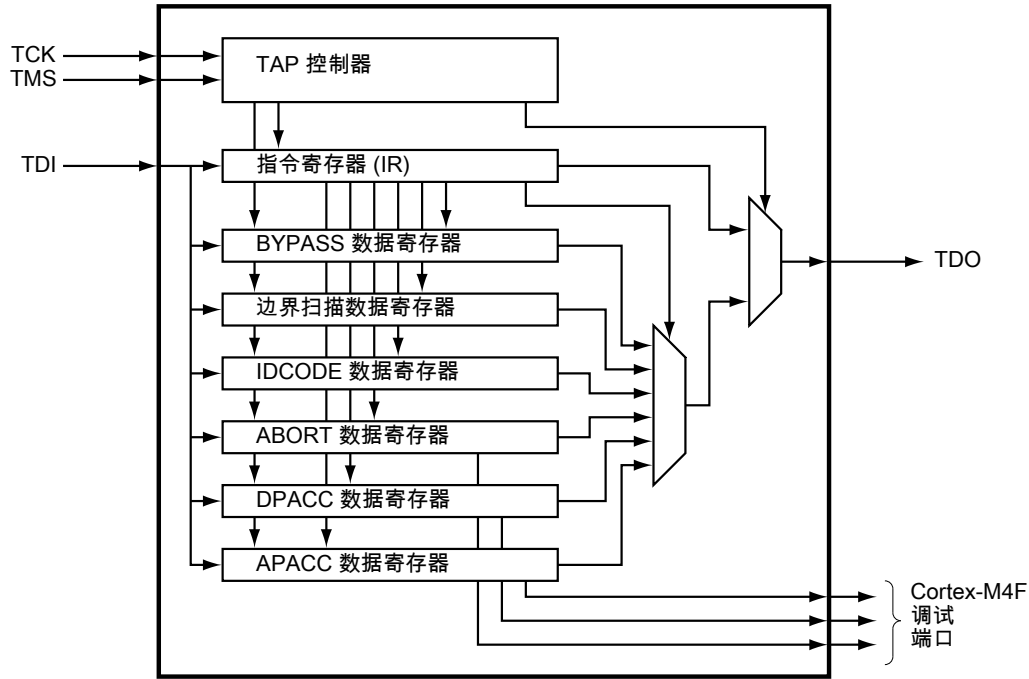 TCK
TMS
TAP 控制器
TDI
指令寄存器 (IR)
BYPASS 数据寄存器
TDO
边界扫描数据寄存器
IDCODE 数据寄存器
ABORT 数据寄存器
DPACC 数据寄存器
APACC 数据寄存器
Cortex-M4F
调试
端口